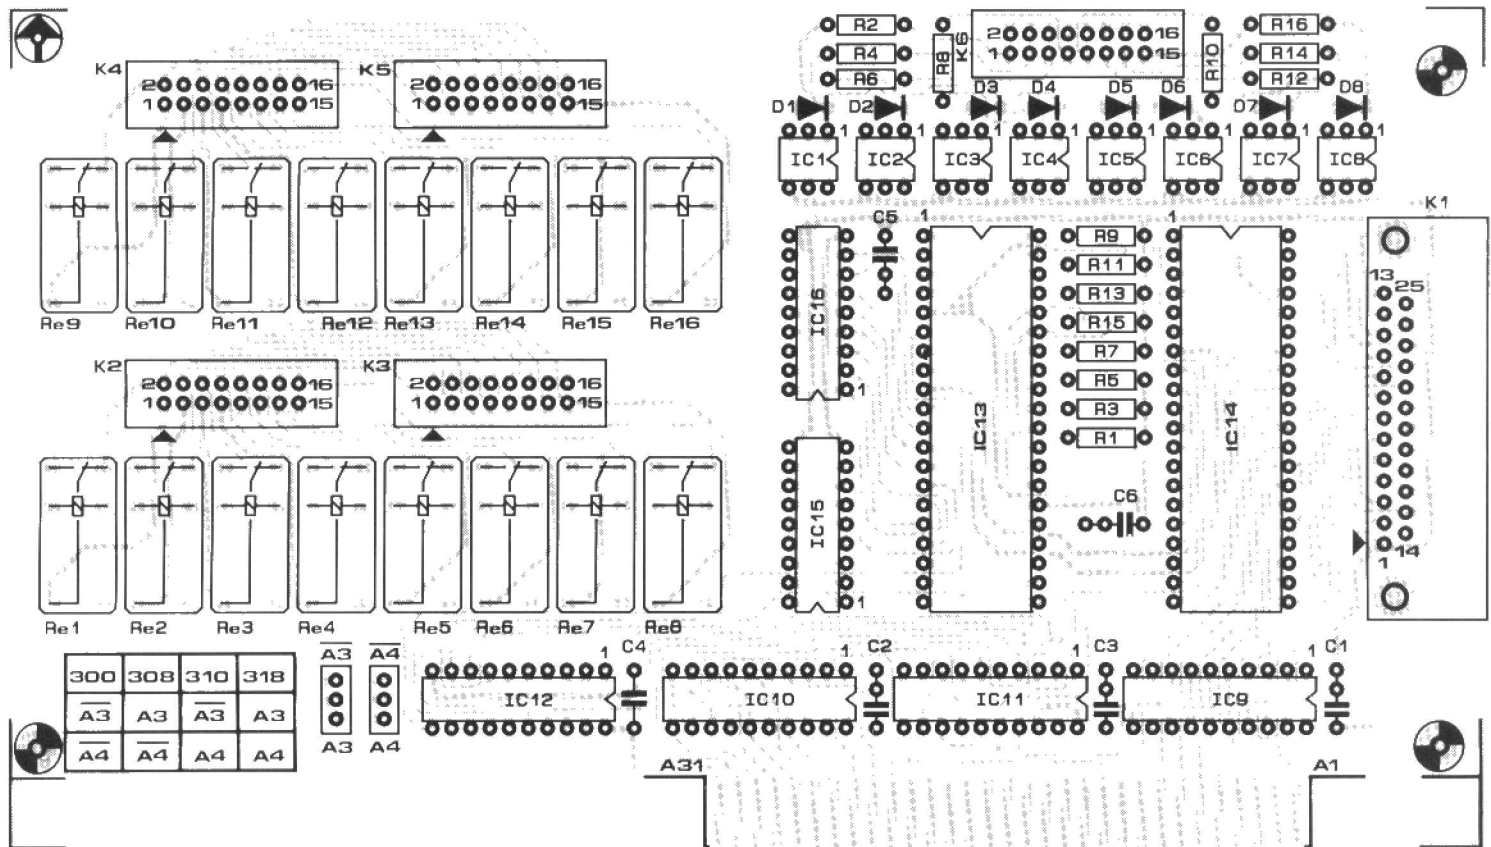 R2
R4
R6
R8
K6
2 16
1 15
R10
R16
R14
R12
K4
2 16
1 15
K5
2 16
1 15
D1 D2 D3 D4 D5 D6 D7 D8
1 1 1 1 1 1 1 1
IC1 IC2 IC3 IC4 IC5 IC6 IC7 IC8
K1
13
25
1
14
C5
1
1
R9
R11
R13
R15
R7
R5
R3
R1
IC16
1
IC13
IC14
IC15
1
C6
Re9 Re10 Re11 Re12 Re13 Re14 Re15 Re16
K2
2 16
1 15
K3
2 16
1 15
Re1 Re2 Re3 Re4 Re5 Re6 Re7 Re8
300 308 310 318
A̅3̅ A3 A̅3̅ A3
A̅4̅ A̅4̅ A4 A4
A̅3̅ A̅4̅
A3 A4
1 C4 1 C2 1 C3 1 C1
IC12 IC10 IC11 IC9
A31 A1